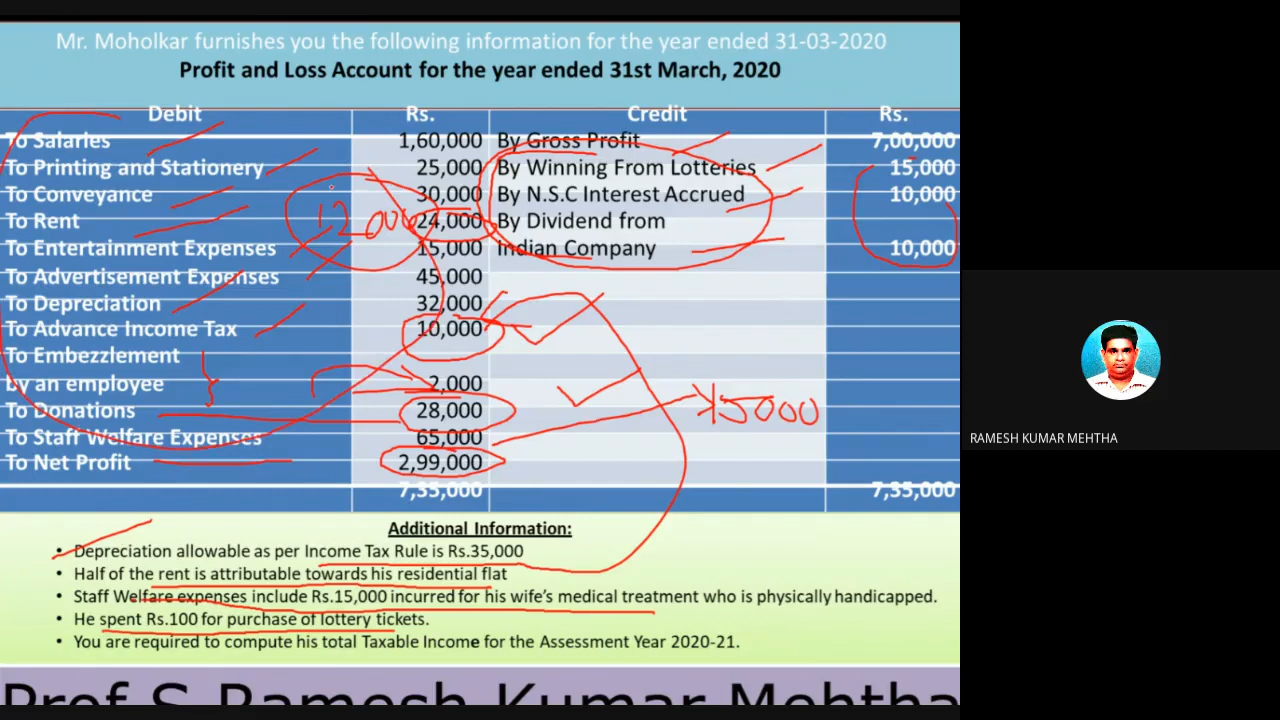 Mr. Moholkar furnishes you the following information for the year ended 31-03-2020
Profit and Loss Account for the year ended 31st March, 2020
Debit Rs. Credit Rs.
To Salaries 1,60,000 By Gross Profit 7,00,000
To Printing and Stationery 25,000 By Winning From Lotteries 15,000
To Conveyance 30,000 By N.S.C Interest Accrued 10,000
To Rent 12000 24,000 By Dividend from
To Entertainment Expenses 15,000 Indian Company 10,000
To Advertisement Expenses 45,000
To Depreciation 32,000
To Advance Income Tax 10,000
To Embezzlement
by an employee 2,000
To Donations 28,000 15000
To Staff Welfare Expenses 65,000
To Net Profit 2,99,000
7,35,000 7,35,000
Additional Information:
• Depreciation allowable as per Income Tax Rule is Rs.35,000
• Half of the rent is attributable towards his residential flat
• Staff Welfare expenses include Rs.15,000 incurred for his wife's medical treatment who is physically handicapped.
• He spent Rs.100 for purchase of lottery tickets.
• You are required to compute his total Taxable Income for the Assessment Year 2020-21.
Prof S Ramesh Kumar Mehtha
RAMESH KUMAR MEHTHA